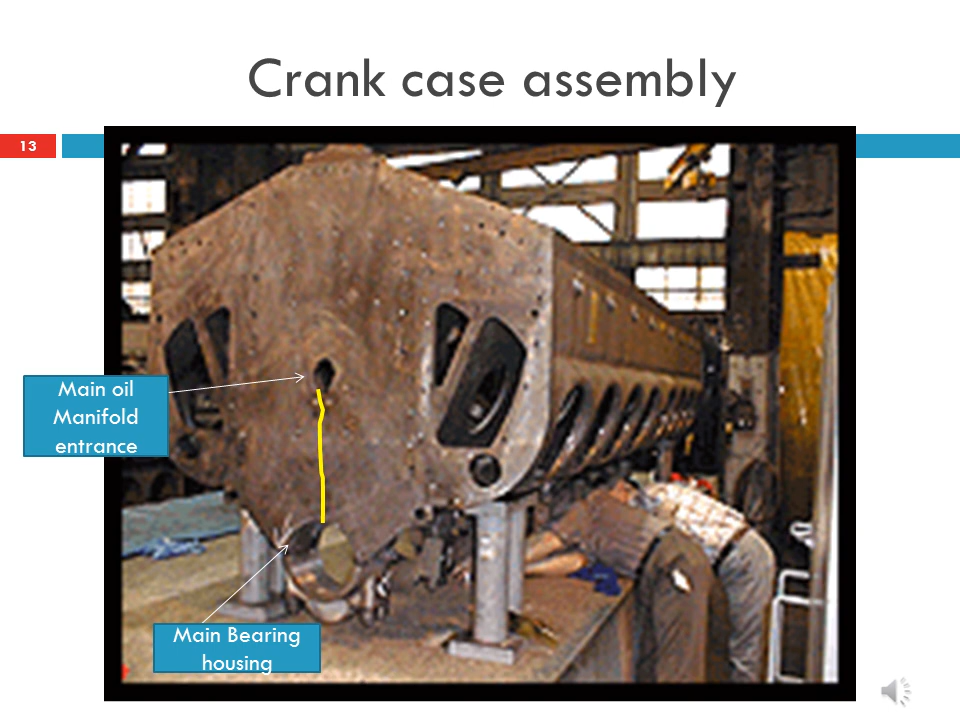 Crank case assembly
13
Main oil
Manifold
entrance
Main Bearing
housing